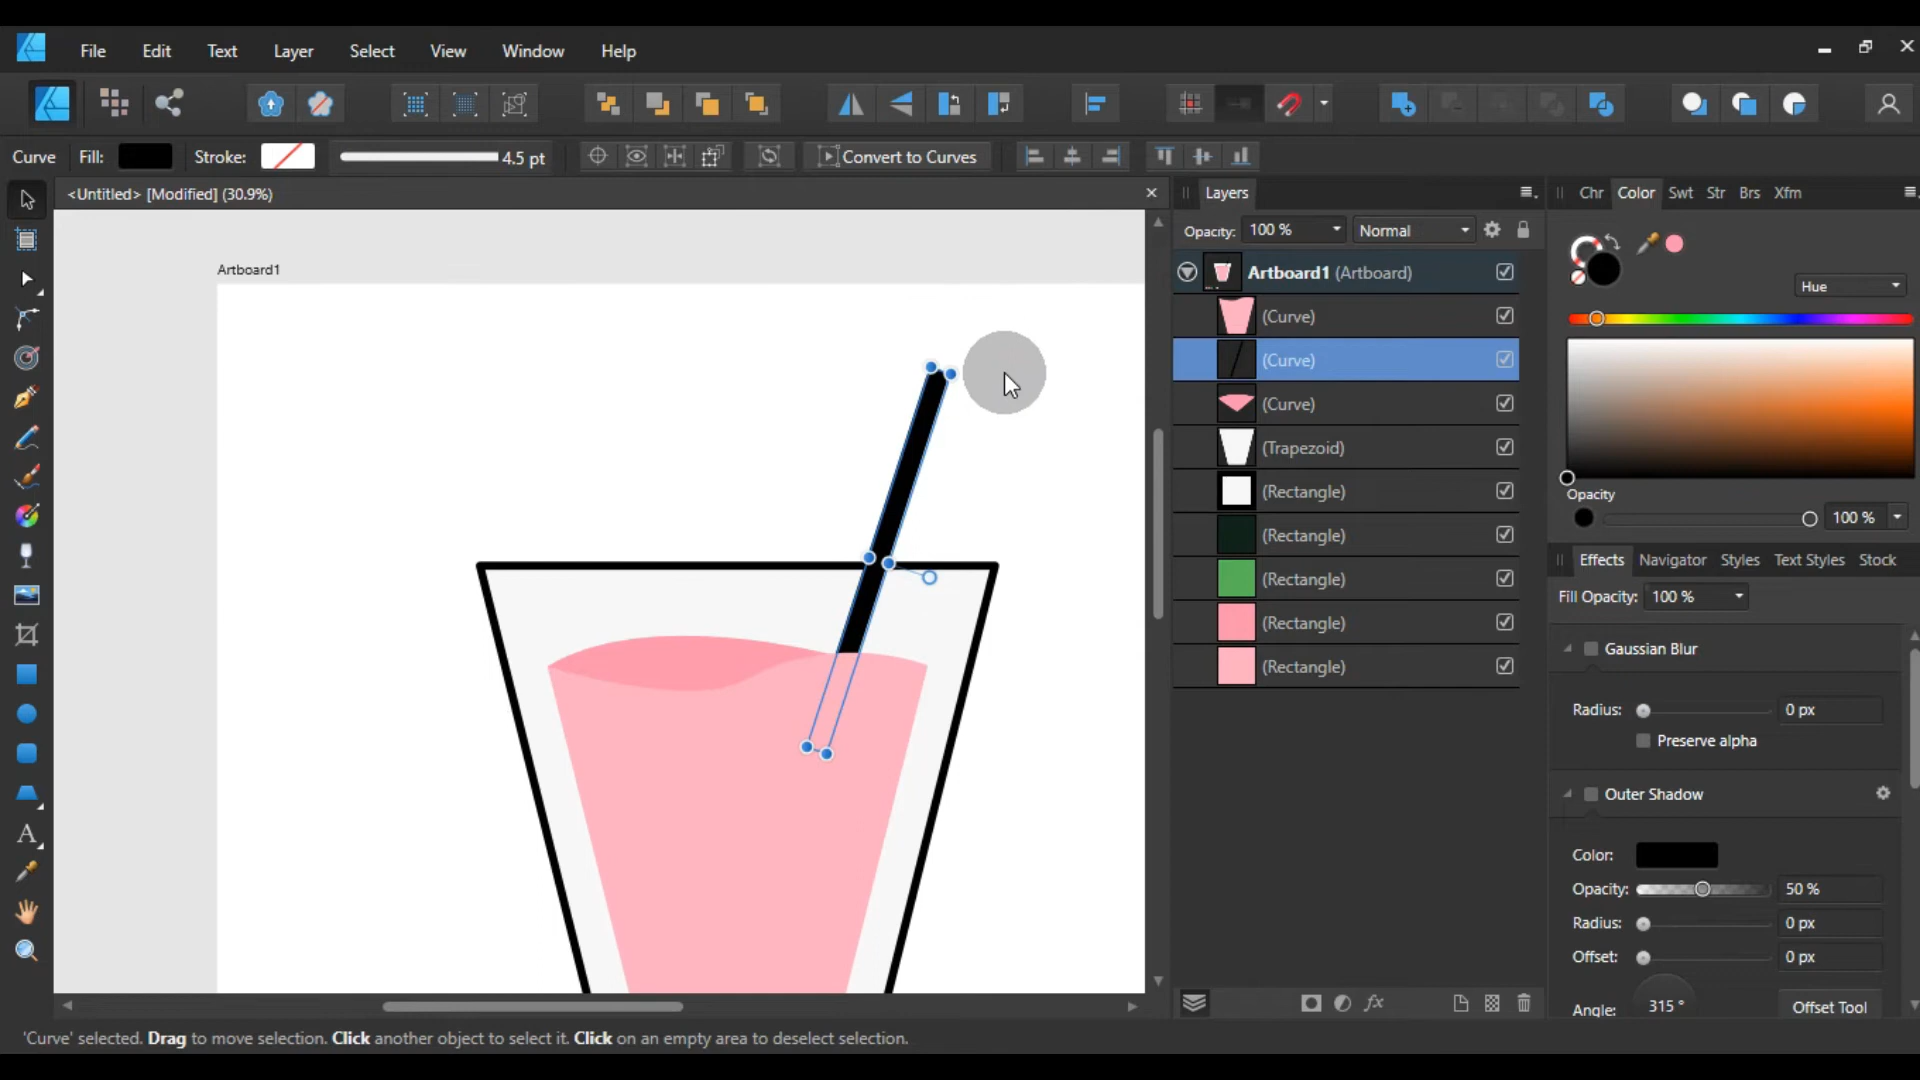 File Edit Text Layer Select View Window Help
Curve Fill: Stroke: 4.5 pt Convert to Curves
<Untitled> [Modified] (30.9%)
Artboard1
Layers
Opacity: 100 % Normal
Artboard1 (Artboard)
(Curve)
(Curve)
(Curve)
(Trapezoid)
(Rectangle)
(Rectangle)
(Rectangle)
(Rectangle)
(Rectangle)
Chr Color Swt Str Brs Xfm
Hue
Opacity
100 %
Effects Navigator Styles Text Styles Stock
Fill Opacity: 100 %
Gaussian Blur
Radius: 0 px
Preserve alpha
Outer Shadow
Color:
Opacity: 50 %
Radius: 0 px
Offset: 0 px
Angle: 315 ° Offset Tool
'Curve' selected. Drag to move selection. Click another object to select it. Click on an empty area to deselect selection.